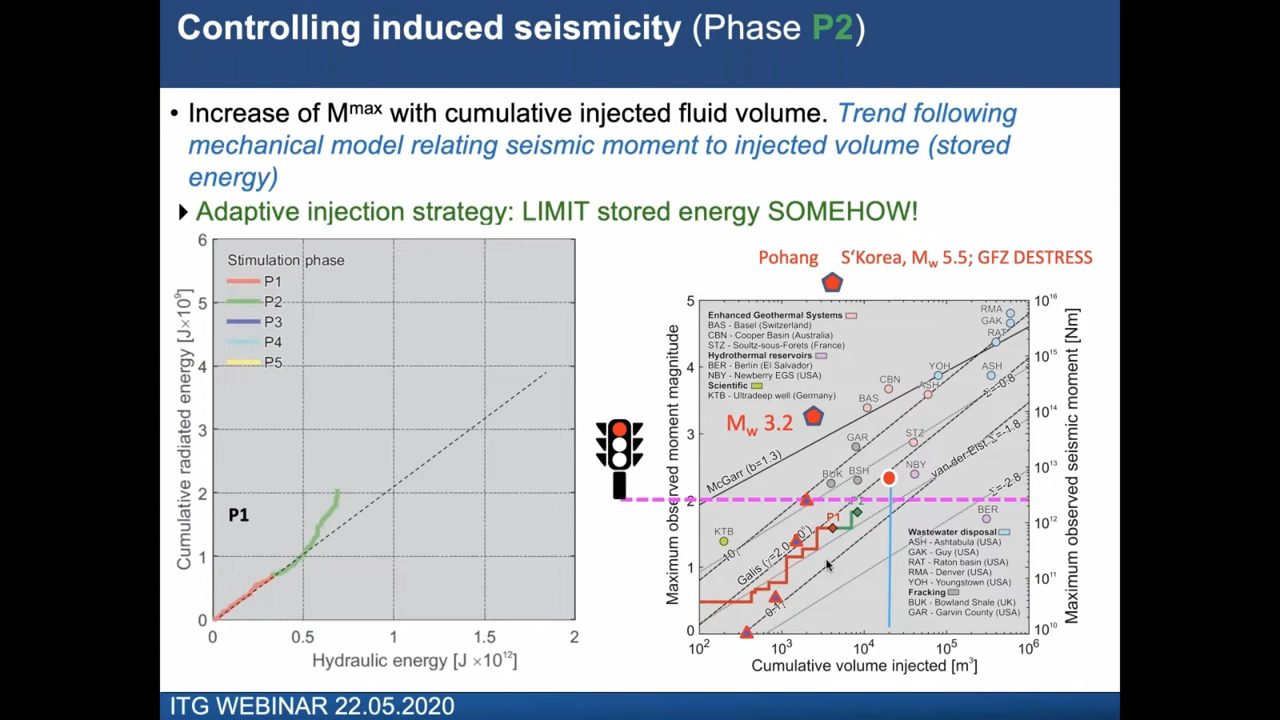 Controlling induced seismicity (Phase P2)
• Increase of Mmax with cumulative injected fluid volume. Trend following
mechanical model relating seismic moment to injected volume (stored
energy)
Adaptive injection strategy: LIMIT stored energy SOMEHOW!
6
5
4
3
2
1
0
Cumulative radiated energy [J×10⁹]
Stimulation phase
P1
P2
P3
P4
P5
P1
0
0.5
1
1.5
2
Hydraulic energy [J ×10¹²]
Pohang S'Korea, Mw 5.5; GFZ DESTRESS
5
4
3
2
1
0
Maximum observed moment magnitude
Enhanced Geothermal Systems
BAS - Basel (Switzerland)
CBN - Cooper Basin (Australia)
STZ - Soultz-sous-Forets (France)
Hydrothermal reservoirs
BER - Berlin (El Salvador)
NBY - Newberry EGS (USA)
Scientific
KTB - Ultradeep well (Germany)
RMA
GAK
RAT
YOH
ASH
CBN
ASH
BAS
Mw 3.2
GAR
STZ
McGarr (b=1.3)
BUK
BSH
NBY
van der Elst Σ=-1.8
Σ=-0.8
Σ=-2.8
P1
KTB
BER
Wastewater disposal
ASH - Ashtabula (USA)
GAK - Guy (USA)
RAT - Raton basin (USA)
RMA - Denver (USA)
YOH - Youngstown (USA)
Fracking
BUK - Bowland Shale (UK)
GAR - Garvin County (USA)
10¹⁶
10¹⁵
10¹⁴
10¹³
10¹²
10¹¹
10¹⁰
Maximum observed seismic moment [Nm]
10²
10³
10⁴
10⁵
10⁶
Cumulative volume injected [m³]
ITG WEBINAR 22.05.2020